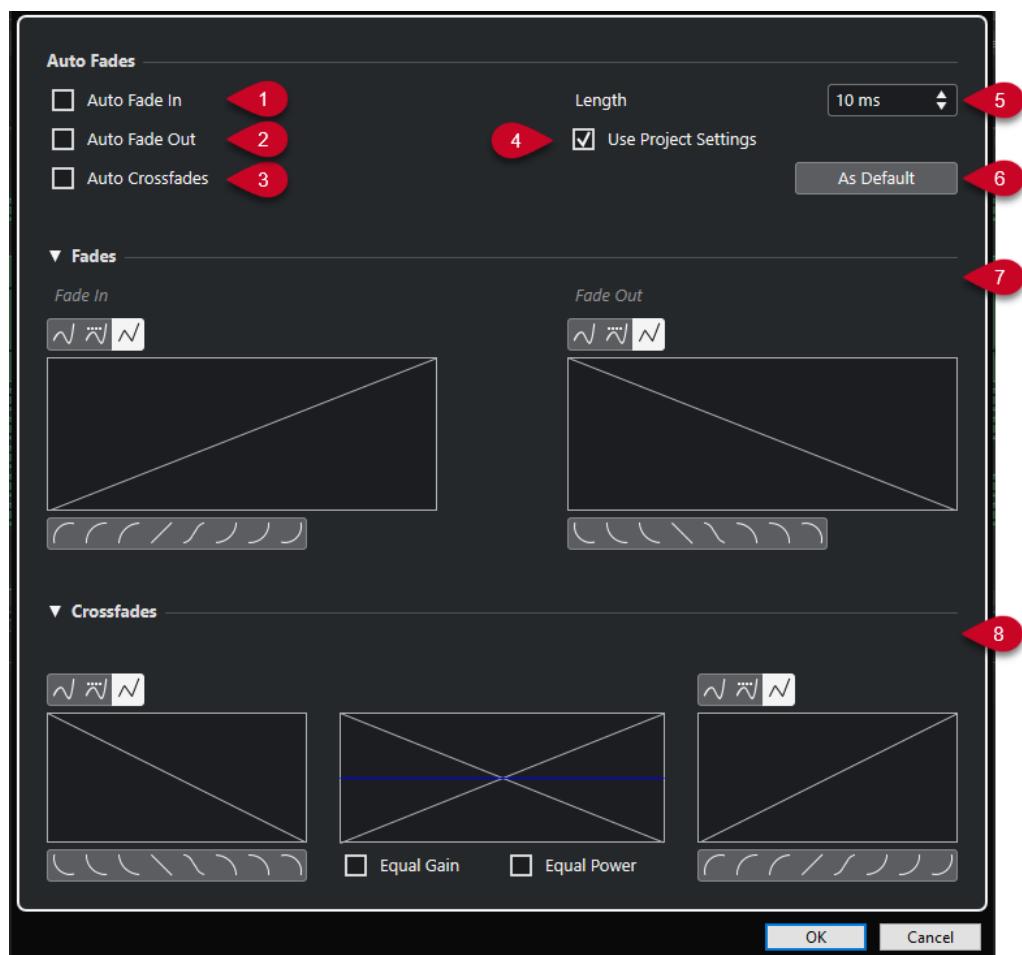 Auto Fades
Auto Fade In
1
Length
10 ms
5
Auto Fade Out
2
4
Use Project Settings
Auto Crossfades
3
As Default
6
Fades
7
Fade In
Fade Out
Crossfades
8
Equal Gain
Equal Power
OK
Cancel